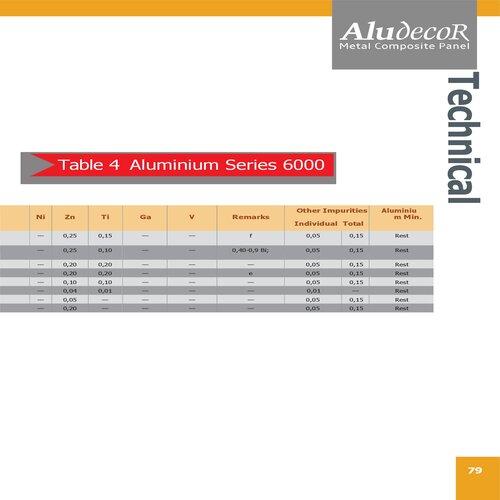 ALUDECOR
Metal Composite Panel
Technical
Table 4 Aluminium Series 6000
Ni Zn Ti Ga V Remarks Other Impurities Aluminiu
Individual Total m Min.
— 0,25 0,15 — — f 0,05 0,15 Rest
— 0,25 0,10 — — 0,40-0,9 Bi; 0,05 0,15 Rest
— 0,20 0,20 — — — 0,05 0,15 Rest
— 0,20 0,20 — — e 0,05 0,15 Rest
— 0,10 0,10 — — — 0,05 0,15 Rest
— 0,04 0,01 — — — 0,01 — Rest
— 0,05 — — — — 0,05 0,15 Rest
— 0,20 — — — — 0,05 0,15 Rest
79